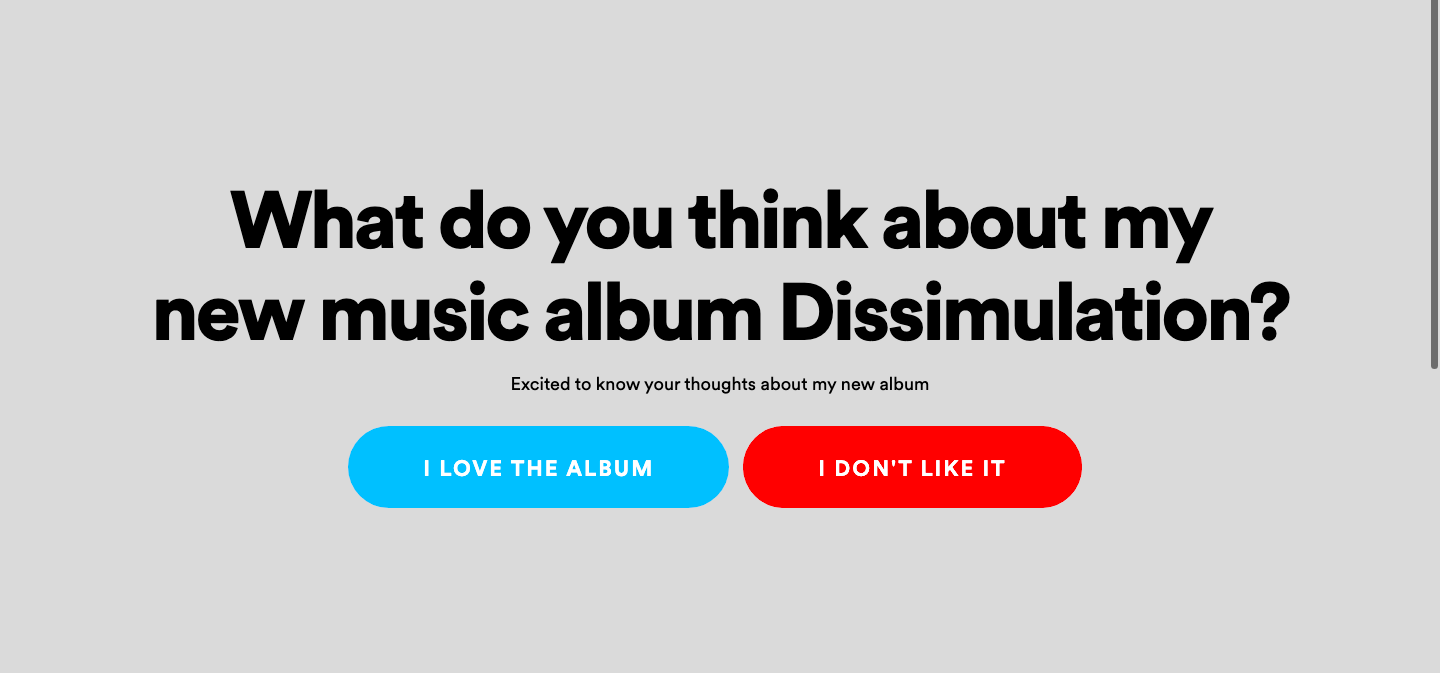 What do you think about my
new music album Dissimulation?
Excited to know your thoughts about my new album
I LOVE THE ALBUM
I DON'T LIKE IT